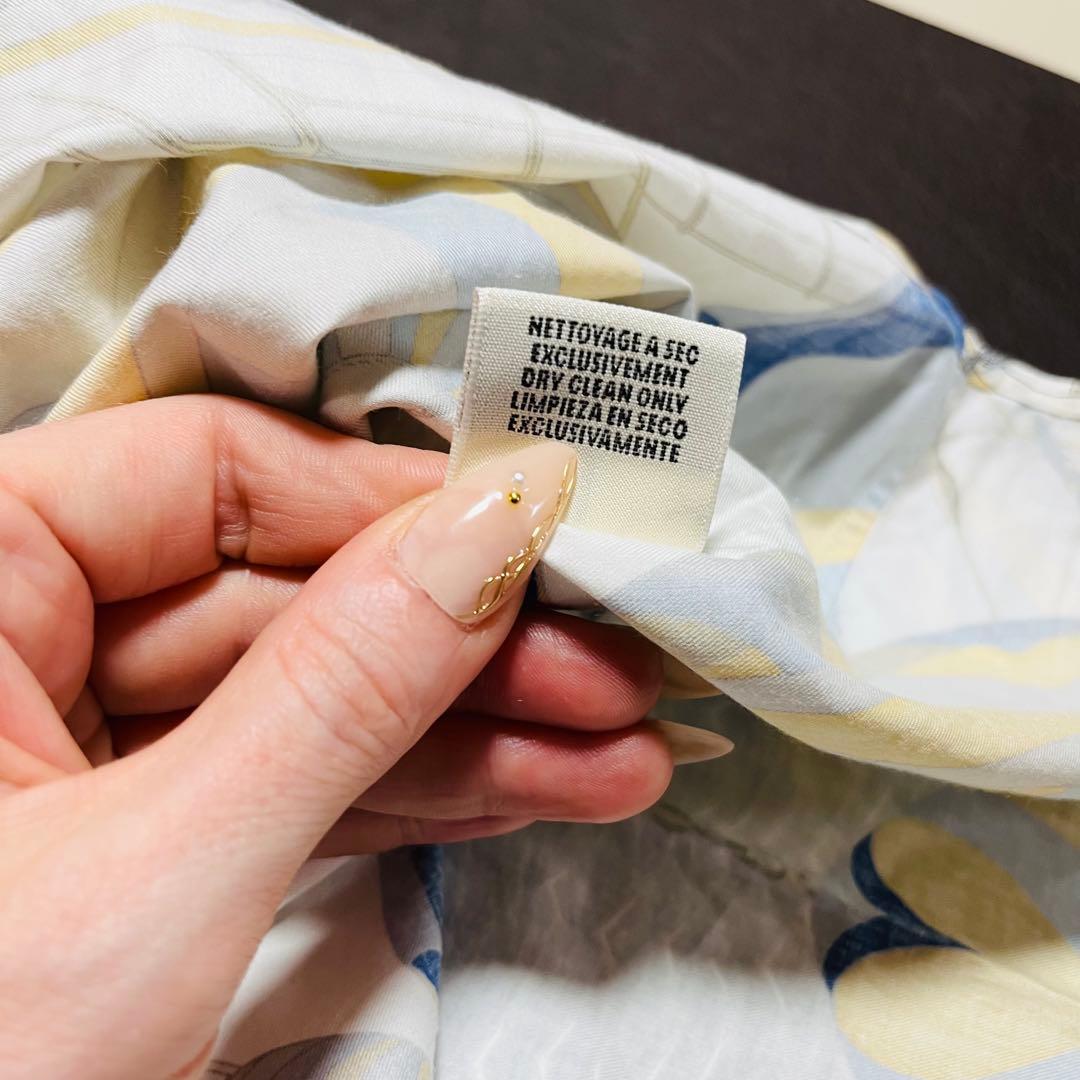 NETTOYAGE A SEC
EXCLUSIVEMENT
DRY CLEAN ONLY
LIMPIEZA EN SECO
EXCLUSIVAMENTE